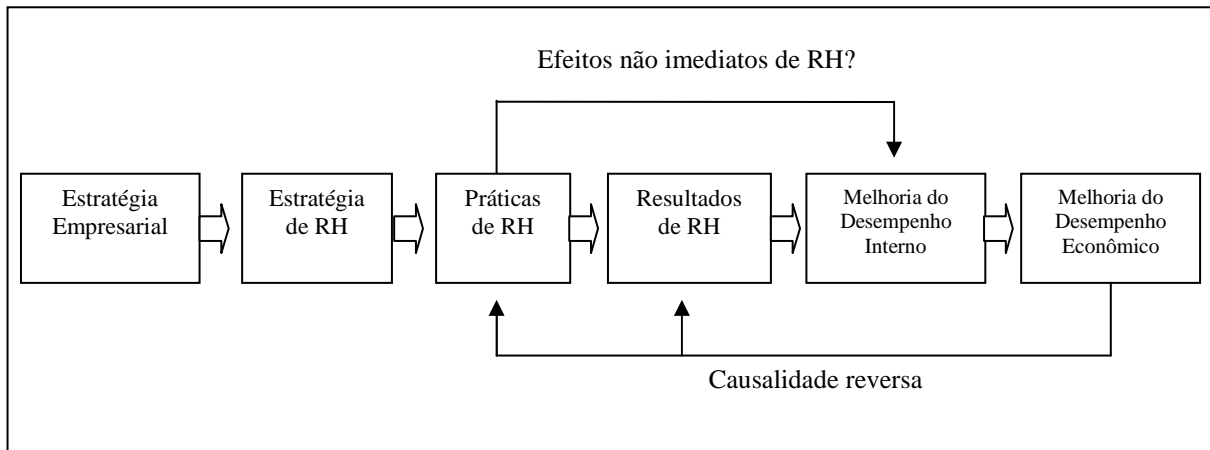 Efeitos não imediatos de RH?
Estratégia
Empresarial
Estratégia
de RH
Práticas
de RH
Resultados
de RH
Melhoria do
Desempenho
Interno
Melhoria do
Desempenho
Econômico
Causalidade reversa